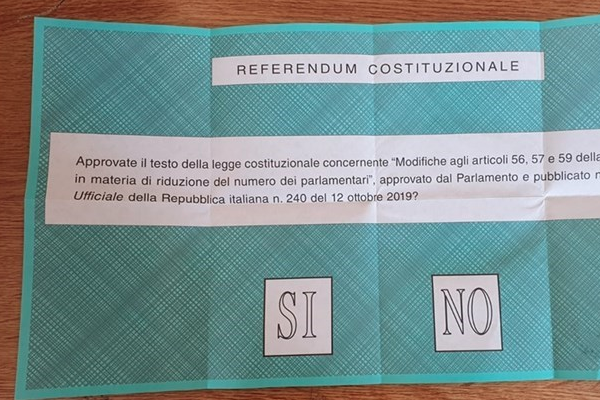 REFERENDUM COSTITUZIONALE
Approvate il testo della legge costituzionale concernente “Modifiche agli articoli 56, 57 e 59 della
in materia di riduzione del numero dei parlamentari”, approvato dal Parlamento e pubblicato n
Ufficiale della Repubblica italiana n. 240 del 12 ottobre 2019?
SI NO